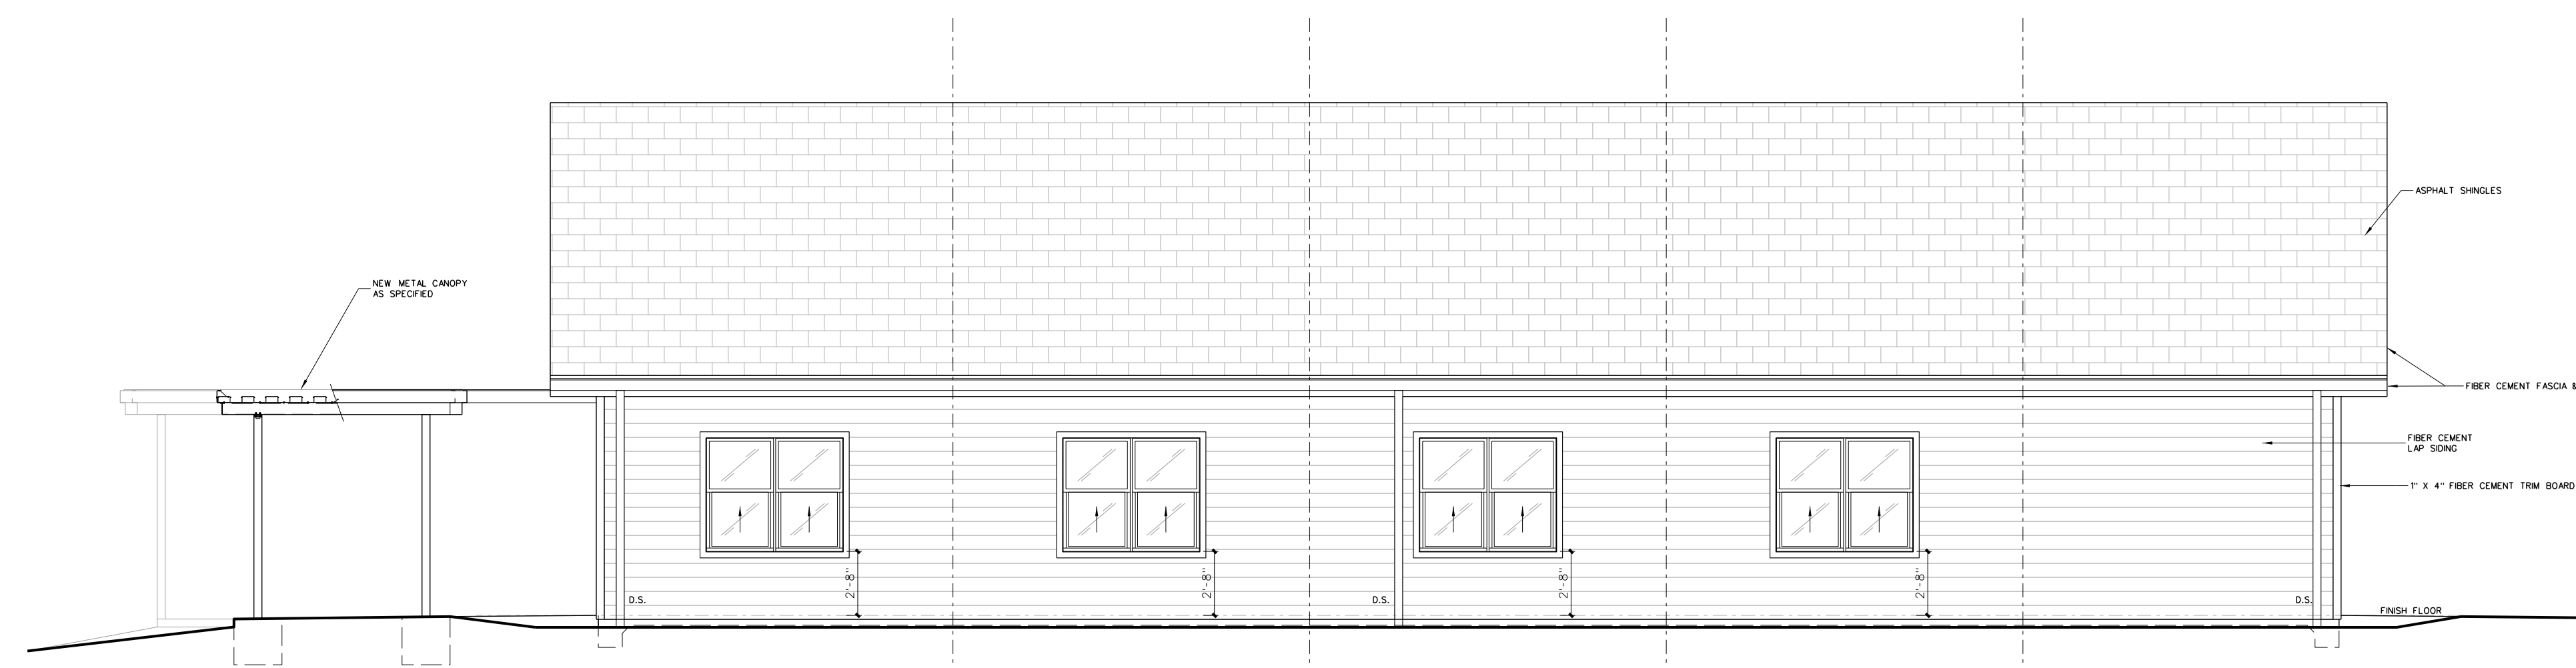 ASPHALT SHINGLES
NEW METAL CANOPY
AS SPECIFIED
FIBER CEMENT FASCIA &
FIBER CEMENT
LAP SIDING
1" X 4" FIBER CEMENT TRIM BOARD
2'-8"
2'-8"
2'-8"
2'-8"
D.S.
D.S.
D.S.
FINISH FLOOR